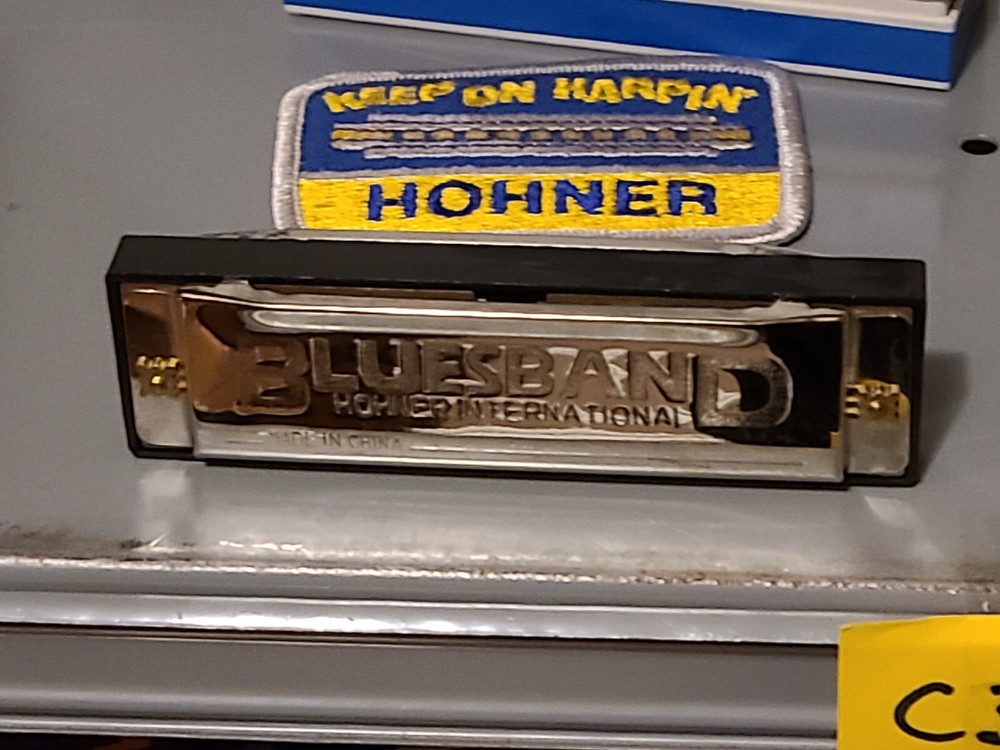 KEEP ON HARPIN'
HOHNER
BLUESBAND
HOHNER INTERNATIONAL
MADE IN CHINA